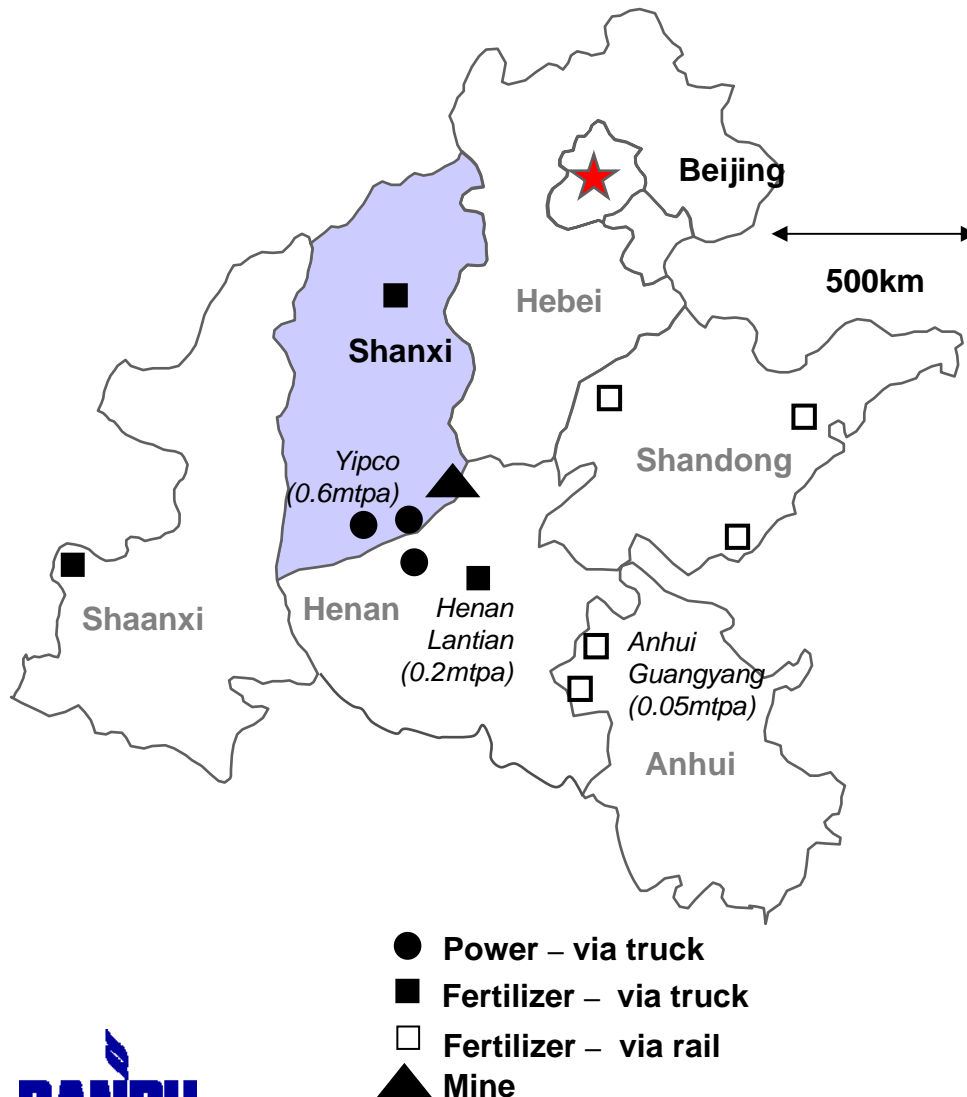 Beijing
500km
Hebei
Shanxi
Yipco
(0.6mtpa)
Shandong
Shaanxi
Henan
Henan
Lantian
(0.2mtpa)
Anhui
Guangyang
(0.05mtpa)
Anhui
Power – via truck
Fertilizer – via truck
Fertilizer – via rail
Mine
BANPU